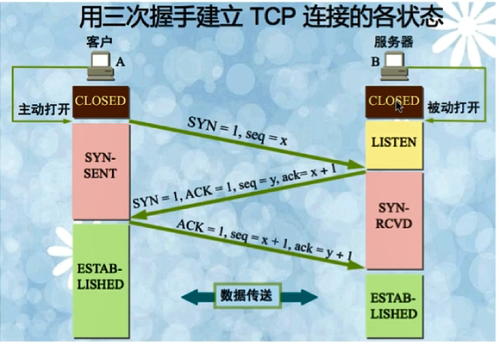 用三次握手建立 TCP 连接的各状态
客户
服务器
A
B
主动打开
CLOSED
CLOSED
被动打开
SYN = 1, seq = x
LISTEN
SYN-
SENT
SYN = 1, ACK = 1, seq = y, ack= x + 1
SYN-
RCVD
ACK = 1, seq = x + 1, ack = y + 1
ESTAB-
LISHED
数据传送
ESTAB-
LISHED